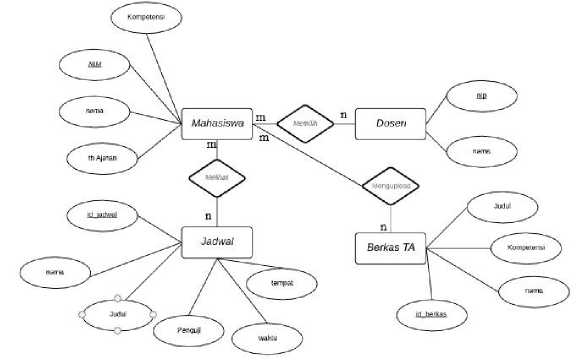 Kompetensi
NIM
nama
th Ajaran
Mahasiswa
m
n
m
m
Memilih
Dosen
nip
nama
Melihat
Mengupload
n
n
Jadwal
id_jadwal
nama
Judul
Penguji
waktu
tempat
Berkas TA
Judul
Kompetensi
nama
id_berkas